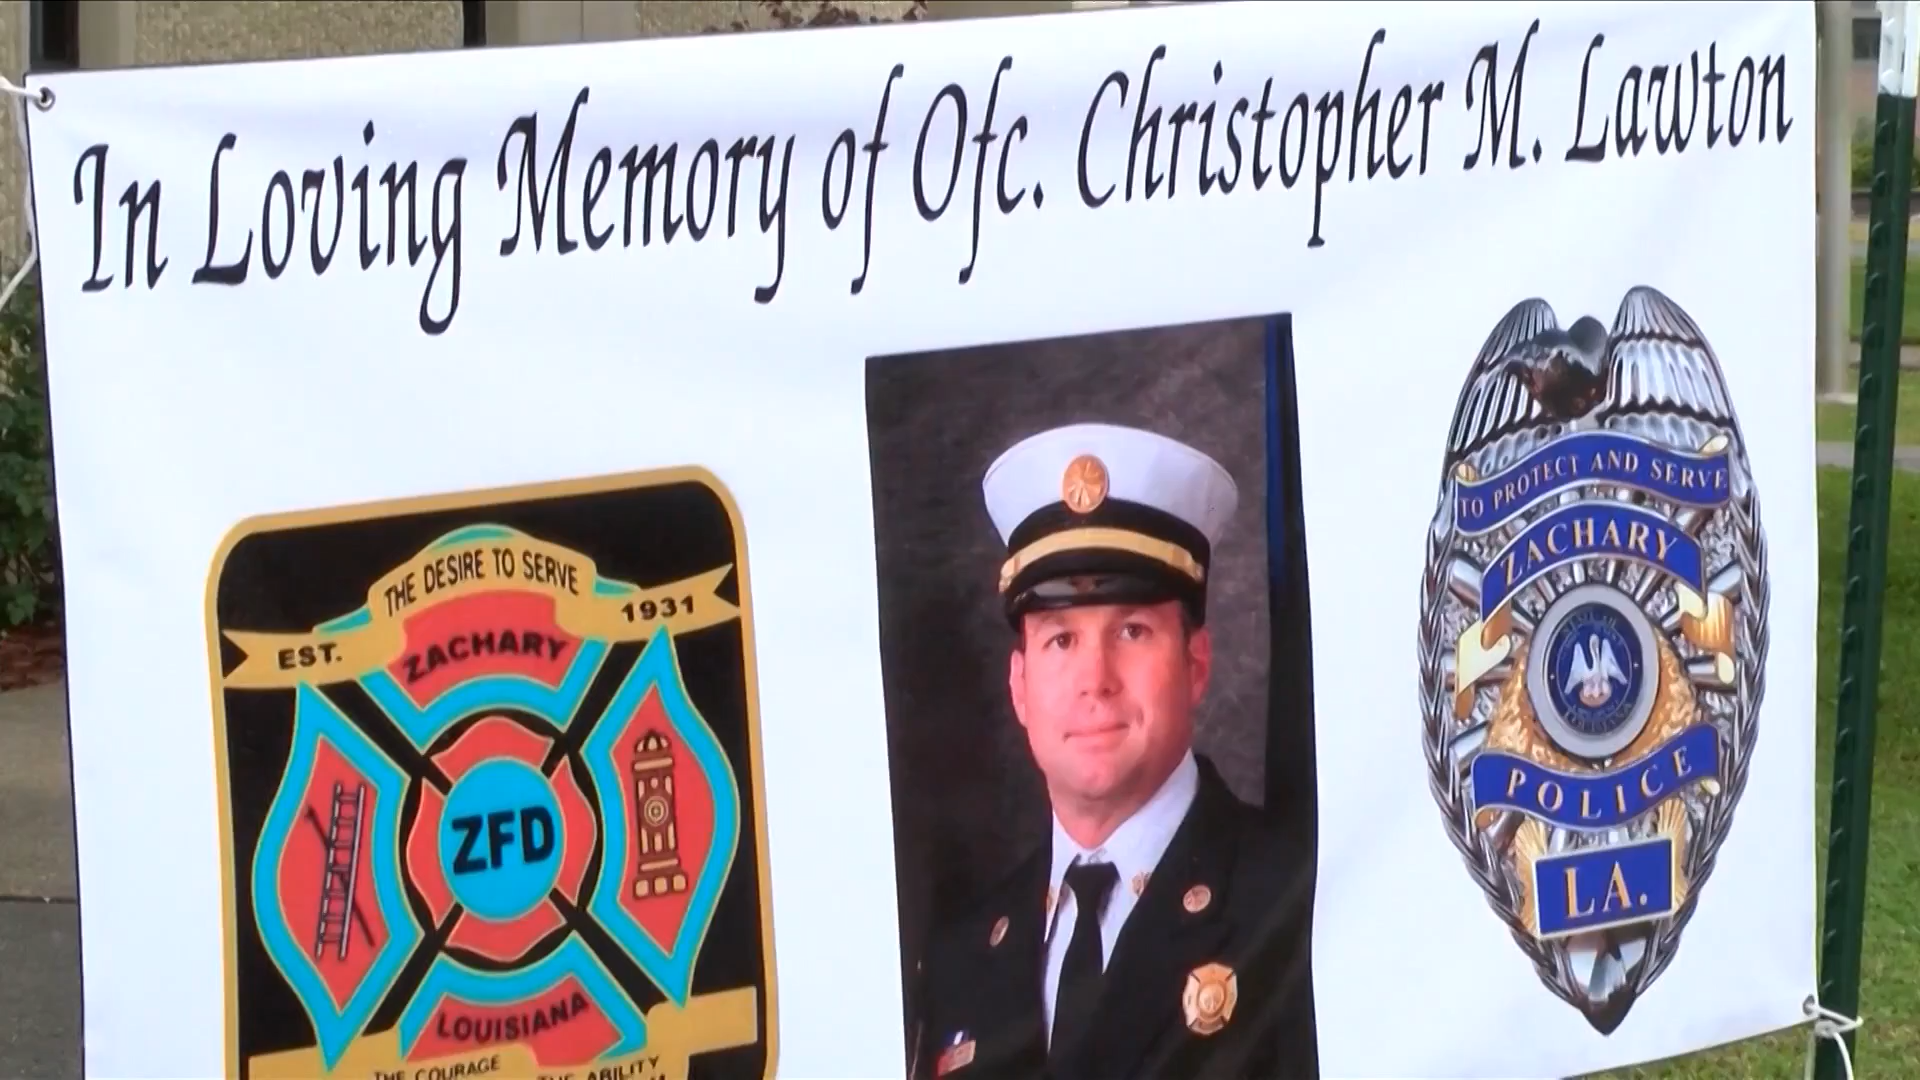 In Loving Memory of Ofc. Christopher M. Lawton
THE DESIRE TO SERVE
EST.
1931
ZACHARY
ZFD
LOUISIANA
THE COURAGE
THE ABILITY
TO PROTECT AND SERVE
ZACHARY
POLICE
LA.